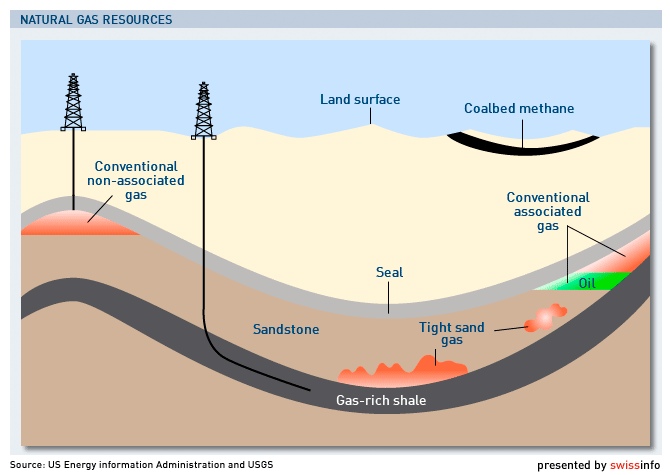 NATURAL GAS RESOURCES
Land surface
Coalbed methane
Conventional
non-associated
gas
Conventional
associated
gas
Seal
Oil
Sandstone
Tight sand
gas
Gas-rich shale
Source: US Energy information Administration and USGS
presented by swissinfo